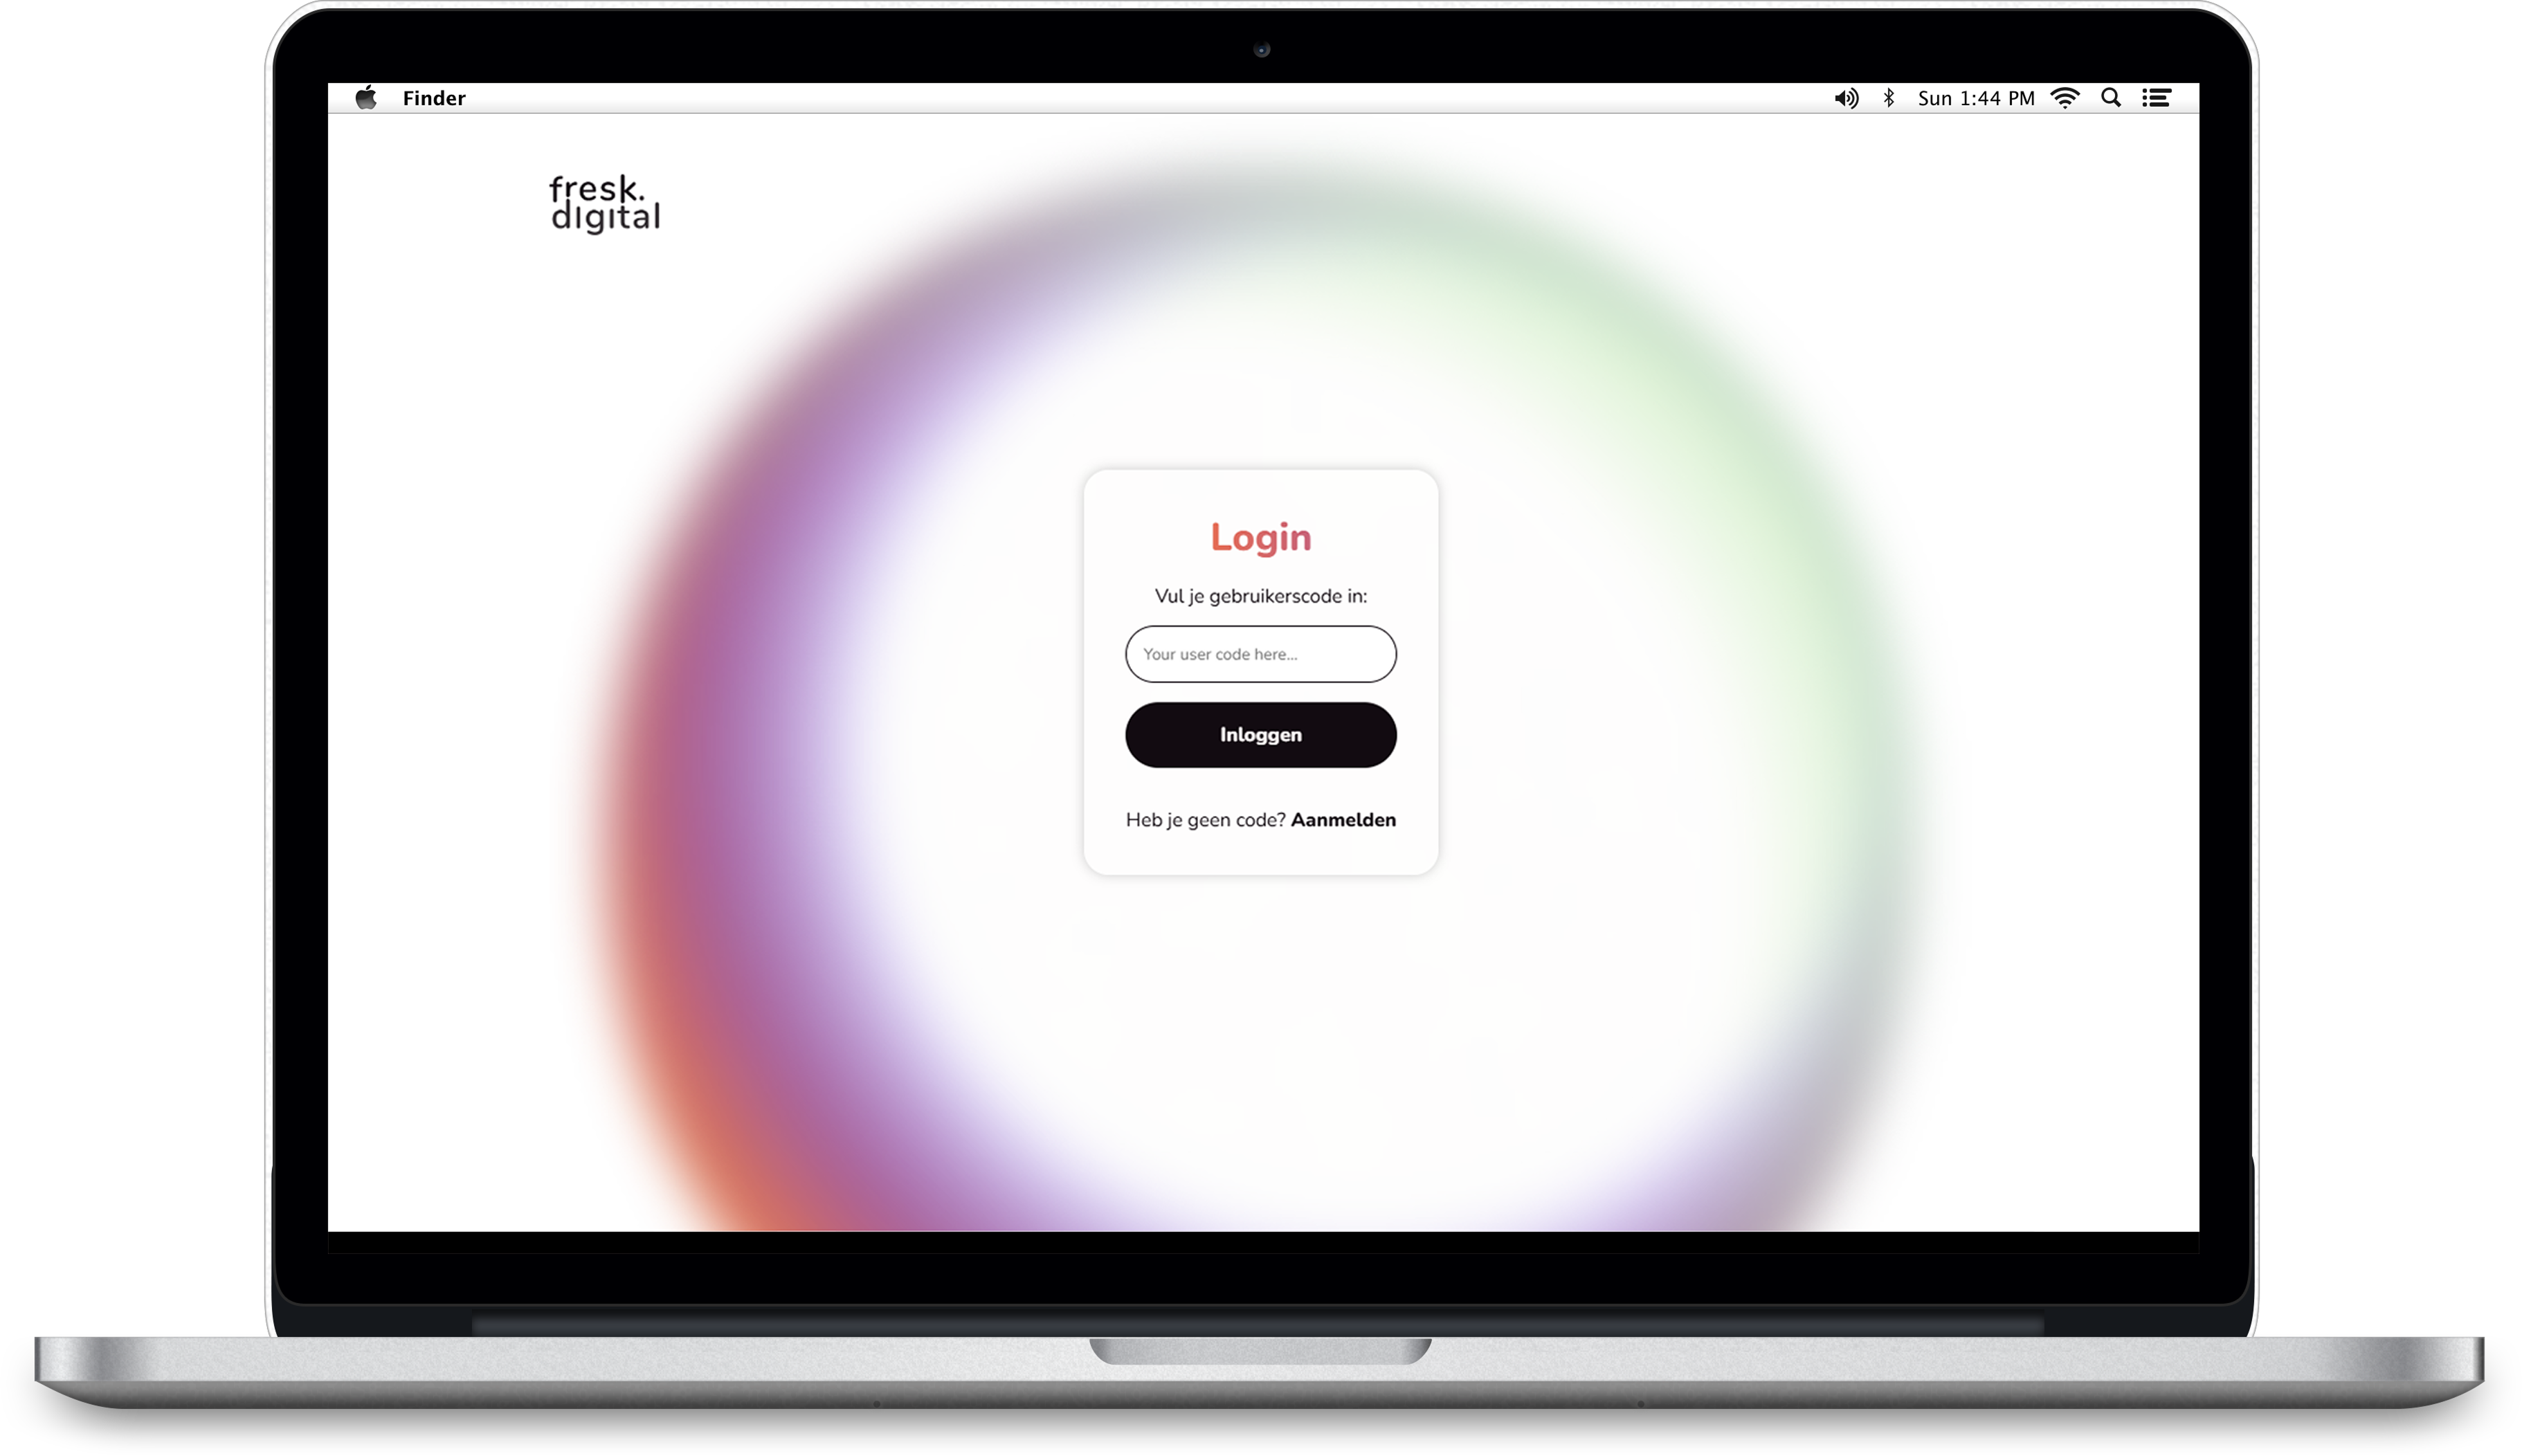 Finder Sun 1:44 PM
fresk.
dıgıtal
Login
Vul je gebruikerscode in:
Your user code here...
Inloggen
Heb je geen code? Aanmelden